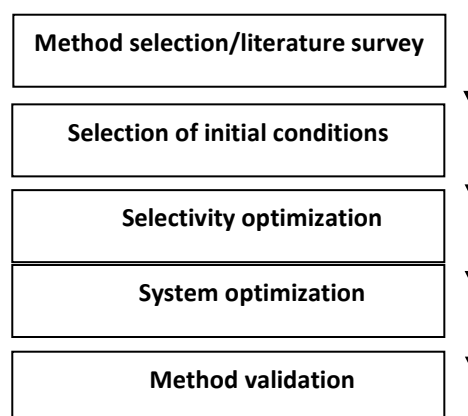 Method selection/literature survey
Selection of initial conditions
Selectivity optimization
System optimization
Method validation